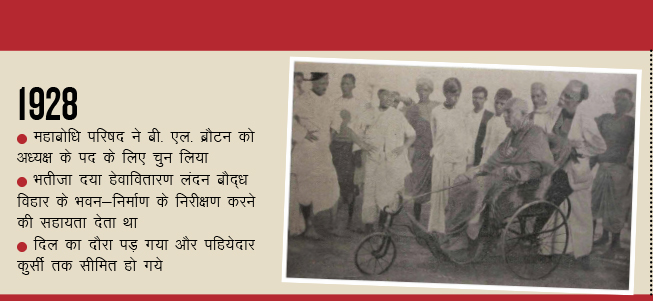 1928
महाबोधि परिषद ने बी. एल. ब्रौटन को
अध्यक्ष के पद के लिए चुन लिया
भतीजा दया हेवावितारण लंदन बौद्ध
विहार के भवन–निर्माण के निरीक्षण करने
की सहायता देता था
दिल का दौरा पड़ गया और पहियेदार
कुर्सी तक सीमित हो गये